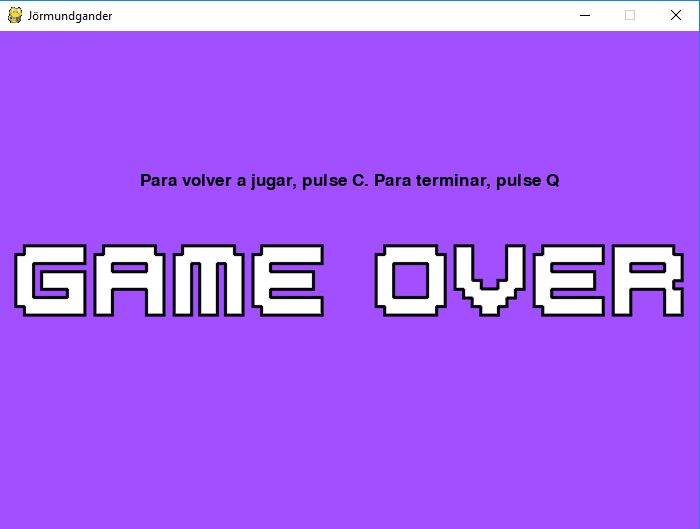 Jörmundgander
Para volver a jugar, pulse C. Para terminar, pulse Q
GAME OVER